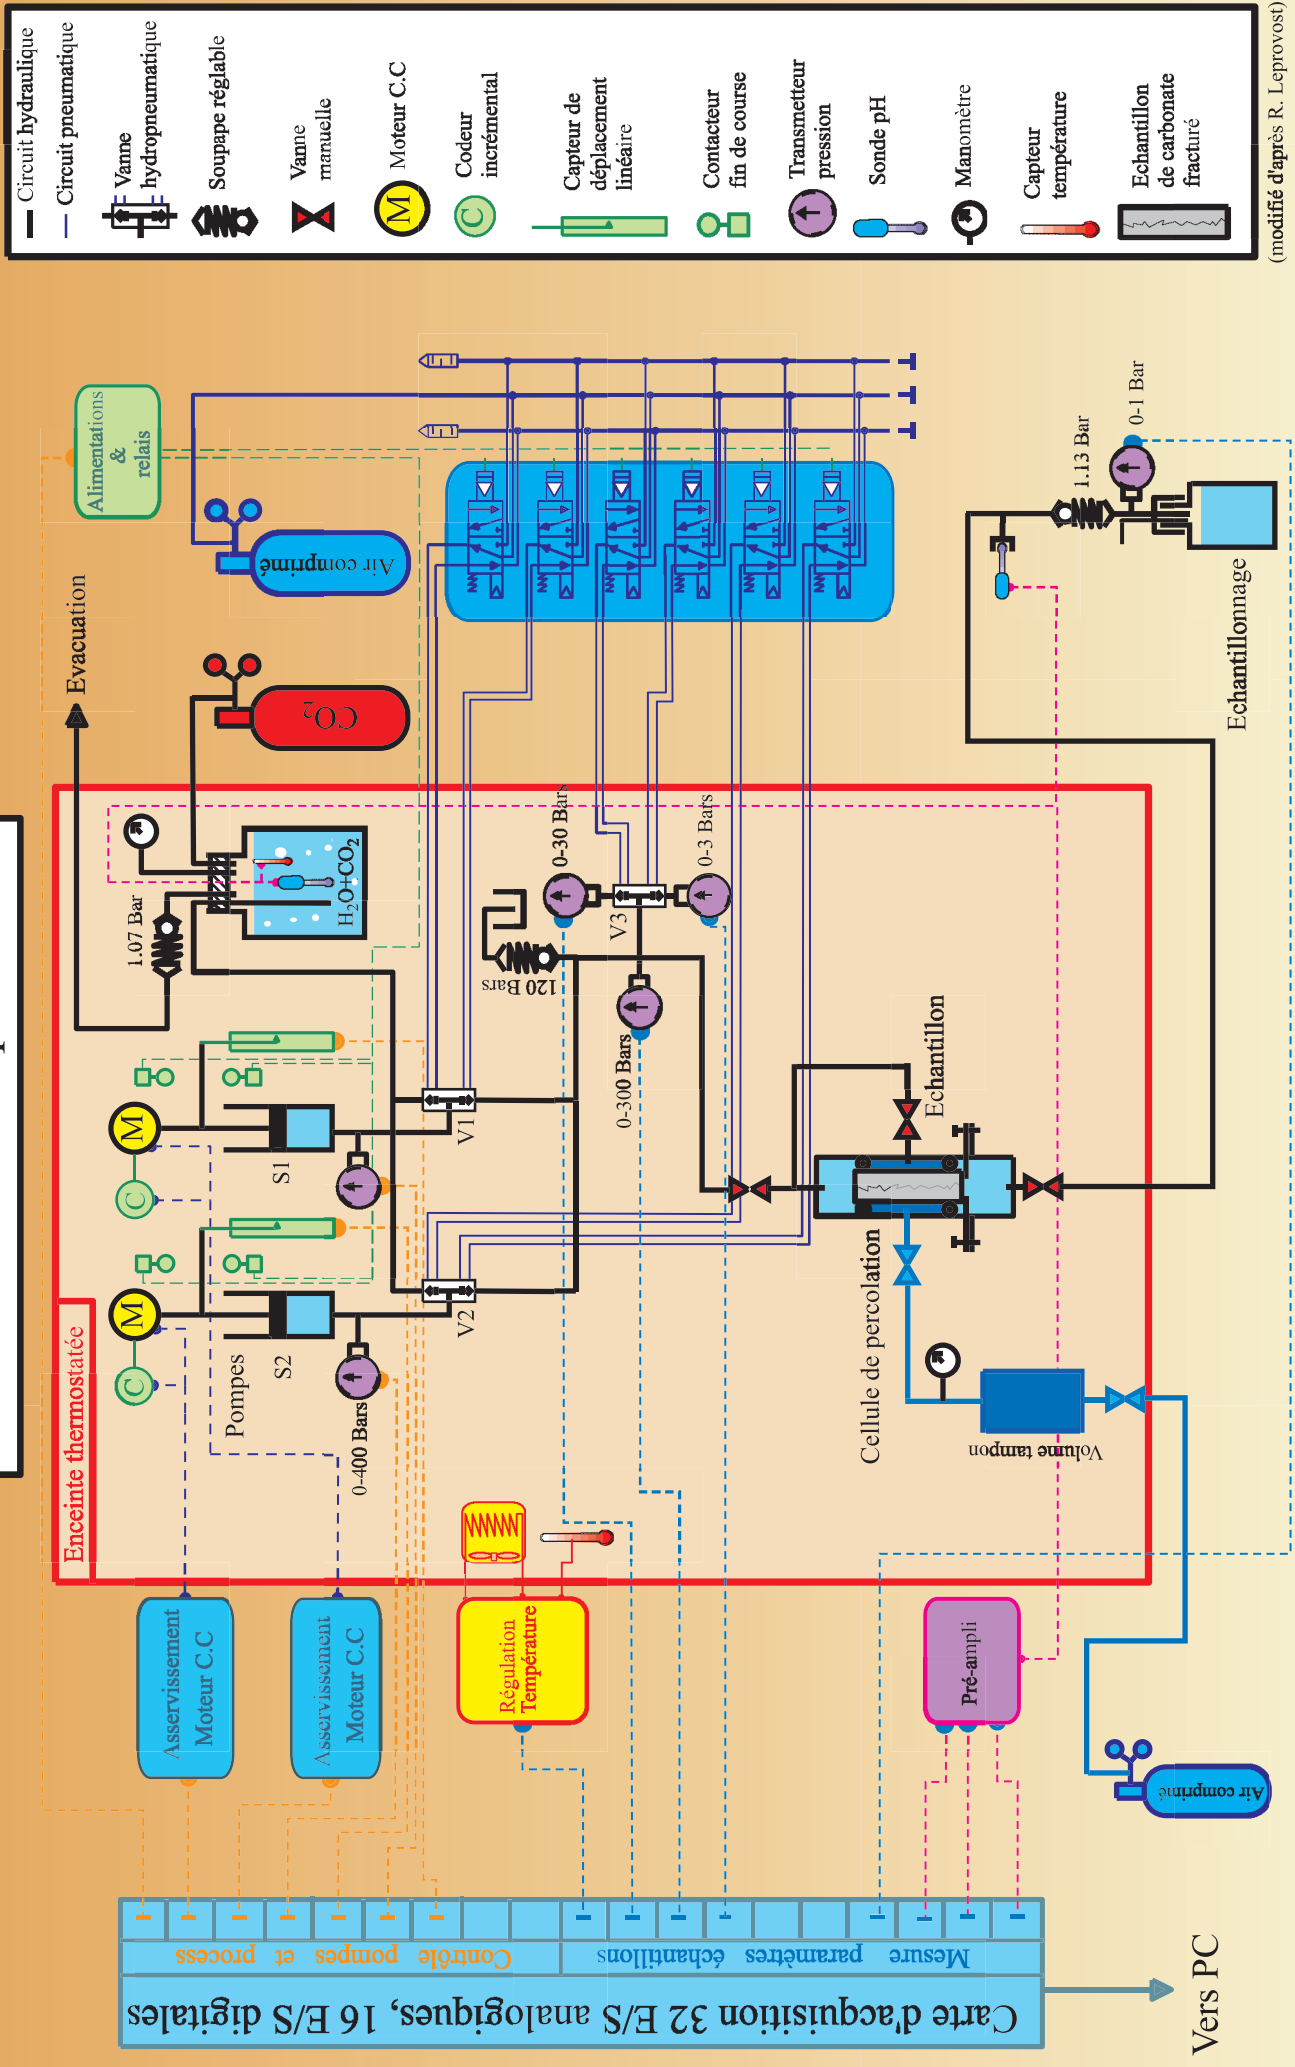 Circuit hydraulique
Circuit pneumatique
Vanne
hydropneumatique
Soupape réglable
Vanne
manuelle
M
Moteur C.C
C
Codeur
incrémental
Capteur de
déplacement
linéaire
Contacteur
fin de course
Transmetteur
pression
Sonde pH
Manomètre
Capteur
température
Echantillon
de carbonate
fracturé
(modifié d'après R. Leprovost)
Enceinte thermostatée
Evacuation
Alimentations
&
relais
Air comprimé
CO2
1.07 Bar
H2O+CO2
M
C
S1
M
C
S2
Pompes
0-400 Bars
V1
V2
120 Bars
0-30 Bars
V3
0-3 Bars
0-300 Bars
Echantillon
Cellule de percolation
Volume tampon
1.13 Bar
0-1 Bar
Echantillonnage
Asservissement
Moteur C.C
Asservissement
Moteur C.C
Régulation
Température
Pré-ampli
Air comprimé
Contrôle pompes et process
Mesure paramètres échantillons
Carte d'acquisition 32 E/S analogiques, 16 E/S digitales
Vers PC